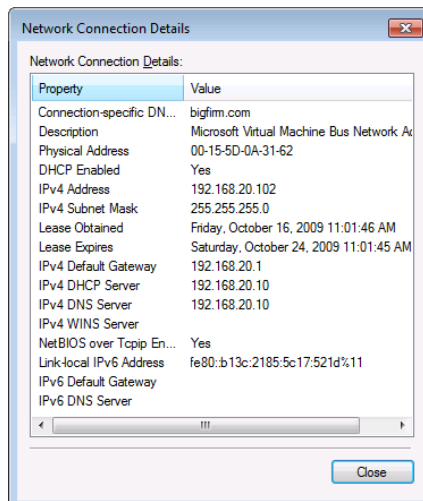 Network Connection Details
Network Connection Details:
Property Value
Connection-specific DN... bigfirm.com
Description Microsoft Virtual Machine Bus Network Ac
Physical Address 00-15-5D-0A-31-62
DHCP Enabled Yes
IPv4 Address 192.168.20.102
IPv4 Subnet Mask 255.255.255.0
Lease Obtained Friday, October 16, 2009 11:01:46 AM
Lease Expires Saturday, October 24, 2009 11:01:45 AM
IPv4 Default Gateway 192.168.20.1
IPv4 DHCP Server 192.168.20.10
IPv4 DNS Server 192.168.20.10
IPv4 WINS Server
NetBIOS over Tcpip En... Yes
Link-local IPv6 Address fe80::b13c:2185:5c17:521d%11
IPv6 Default Gateway
IPv6 DNS Server
Close